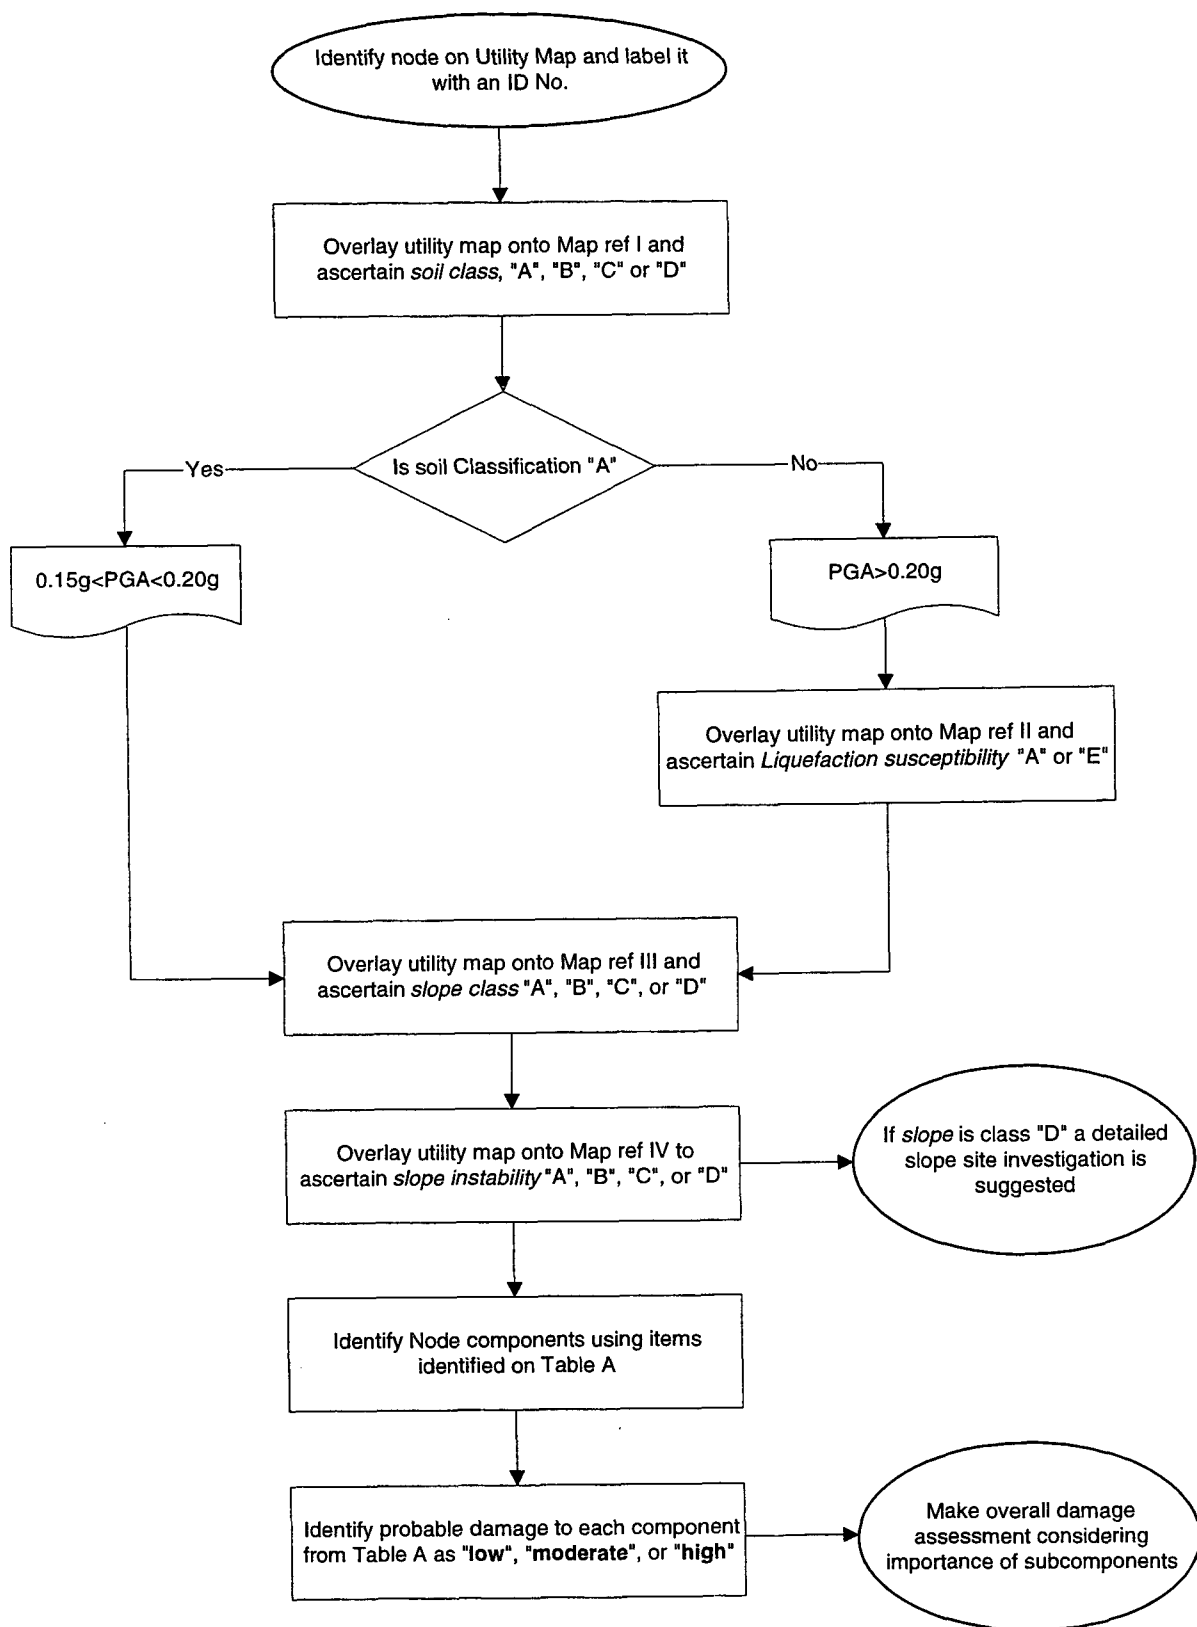 Identify node on Utility Map and label it
with an ID No.
Overlay utility map onto Map ref I and
ascertain soil class, "A", "B", "C" or "D"
Is soil Classification "A"
Yes
No
0.15g<PGA<0.20g
PGA>0.20g
Overlay utility map onto Map ref II and
ascertain Liquefaction susceptibility "A" or "E"
Overlay utility map onto Map ref III and
ascertain slope class "A", "B", "C", or "D"
Overlay utility map onto Map ref IV to
ascertain slope instability "A", "B", "C", or "D"
If slope is class "D" a detailed
slope site investigation is
suggested
Identify Node components using items
identified on Table A
Identify probable damage to each component
from Table A as "low", "moderate", or "high"
Make overall damage
assessment considering
importance of subcomponents